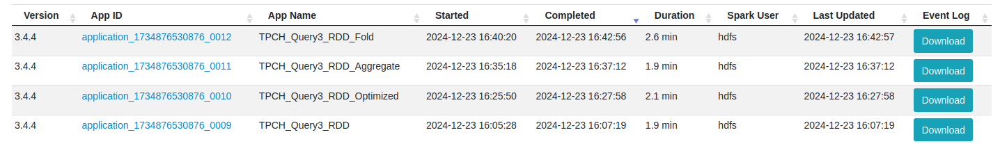 Version App ID App Name Started Completed Duration Spark User Last Updated Event Log
3.4.4 application_1734876530876_0012 TPCH_Query3_RDD_Fold 2024-12-23 16:40:20 2024-12-23 16:42:56 2.6 min hdfs 2024-12-23 16:42:57 Download
3.4.4 application_1734876530876_0011 TPCH_Query3_RDD_Aggregate 2024-12-23 16:35:18 2024-12-23 16:37:12 1.9 min hdfs 2024-12-23 16:37:12 Download
3.4.4 application_1734876530876_0010 TPCH_Query3_RDD_Optimized 2024-12-23 16:25:50 2024-12-23 16:27:58 2.1 min hdfs 2024-12-23 16:27:58 Download
3.4.4 application_1734876530876_0009 TPCH_Query3_RDD 2024-12-23 16:05:28 2024-12-23 16:07:19 1.9 min hdfs 2024-12-23 16:07:19 Download